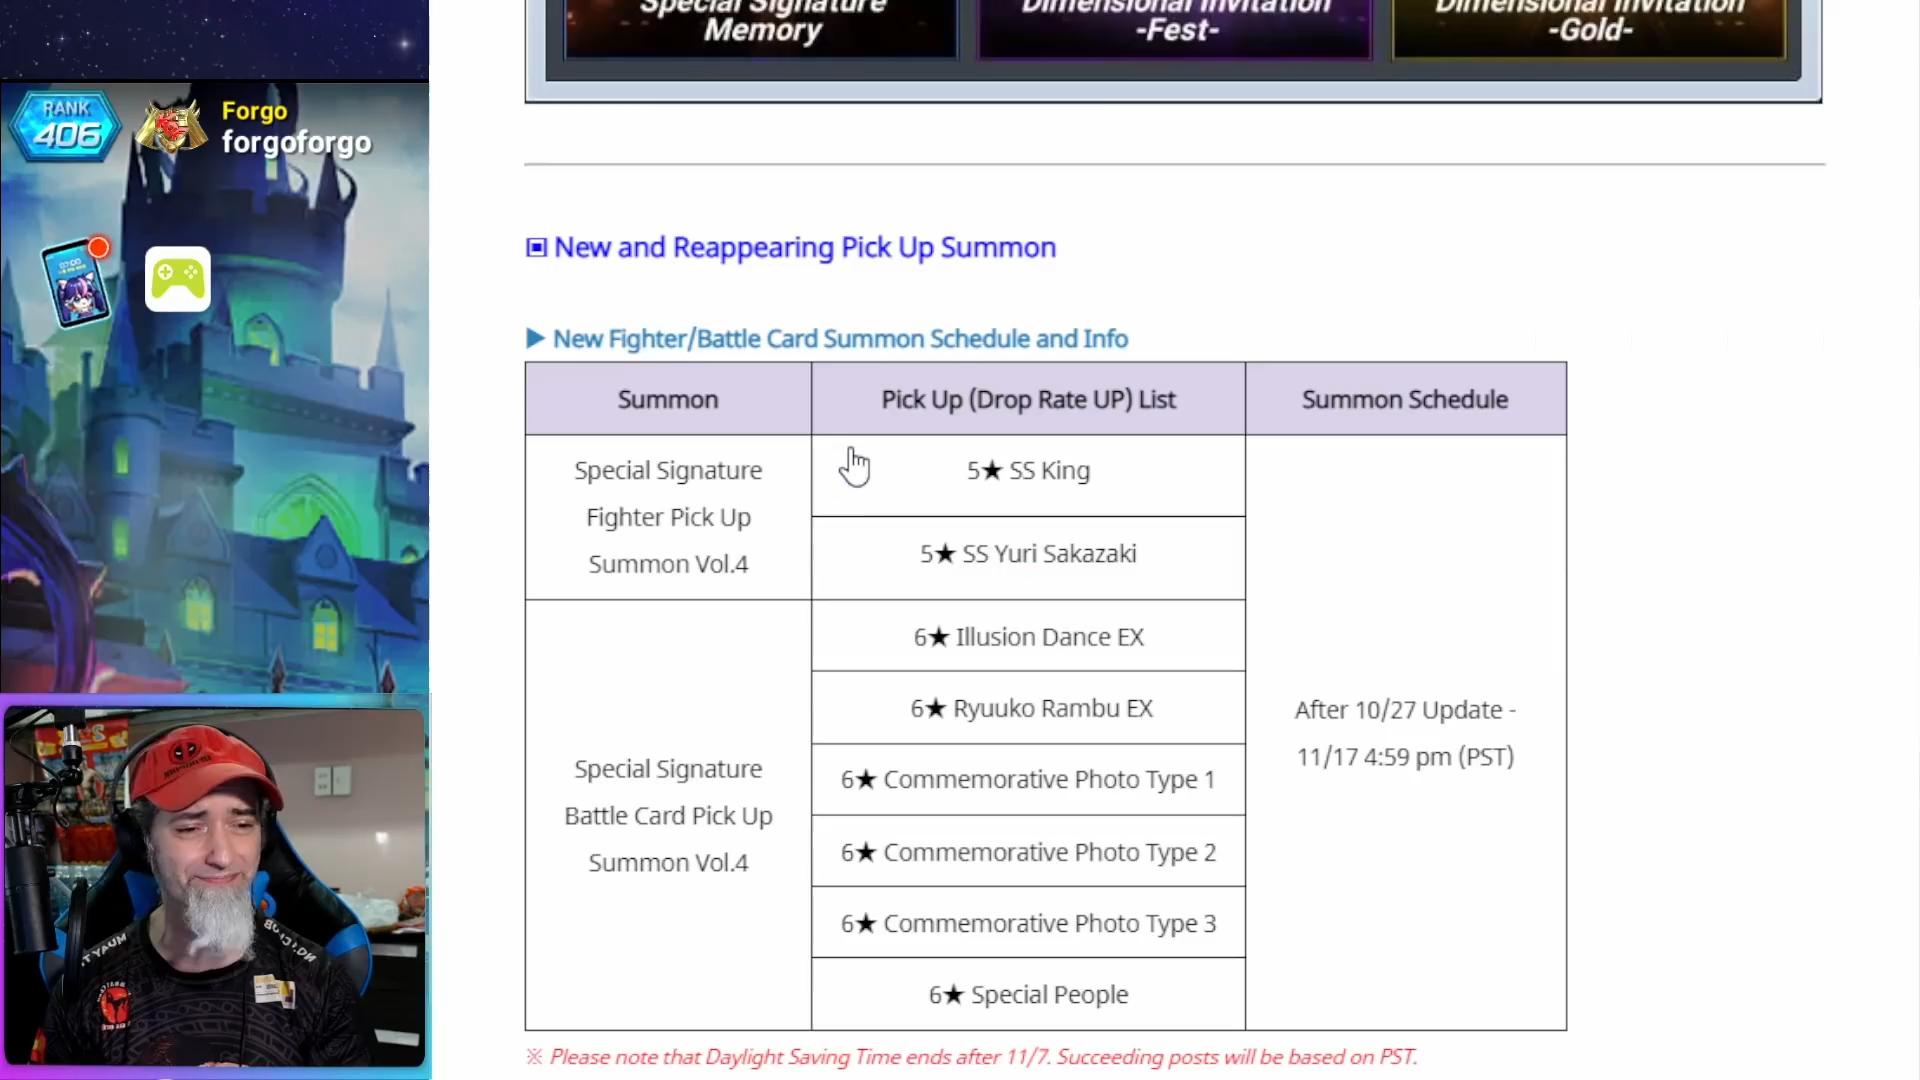 Special Signature
Memory
Dimensional Invitation
-Fest-
Dimensional Invitation
-Gold-
RANK
406
Forgo
forgoforgo
07:00
New and Reappearing Pick Up Summon
▶ New Fighter/Battle Card Summon Schedule and Info
Summon
Pick Up (Drop Rate UP) List
Summon Schedule
Special Signature
Fighter Pick Up
Summon Vol.4
5★ SS King
5★ SS Yuri Sakazaki
Special Signature
Battle Card Pick Up
Summon Vol.4
6★ Illusion Dance EX
6★ Ryuuko Rambu EX
6★ Commemorative Photo Type 1
6★ Commemorative Photo Type 2
6★ Commemorative Photo Type 3
6★ Special People
After 10/27 Update -
11/17 4:59 pm (PST)
※ Please note that Daylight Saving Time ends after 11/7. Succeeding posts will be based on PST.